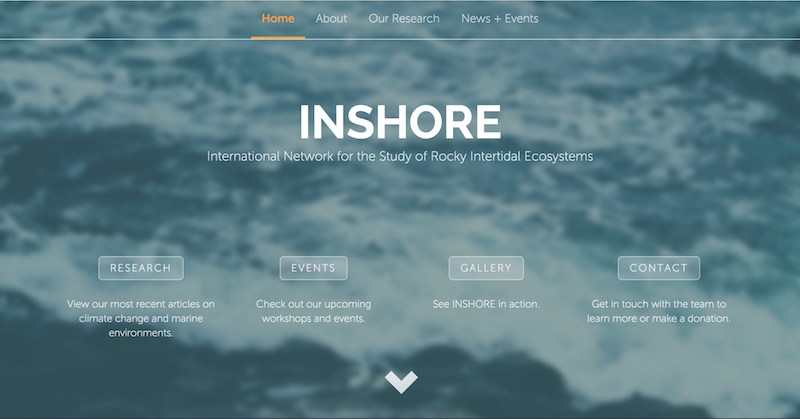 Home About Our Research News + Events
INSHORE
International Network for the Study of Rocky Intertidal Ecosystems
RESEARCH
View our most recent articles on
climate change and marine
environments.
EVENTS
Check out our upcoming
workshops and events.
GALLERY
See INSHORE in action.
CONTACT
Get in touch with the team to
learn more or make a donation.